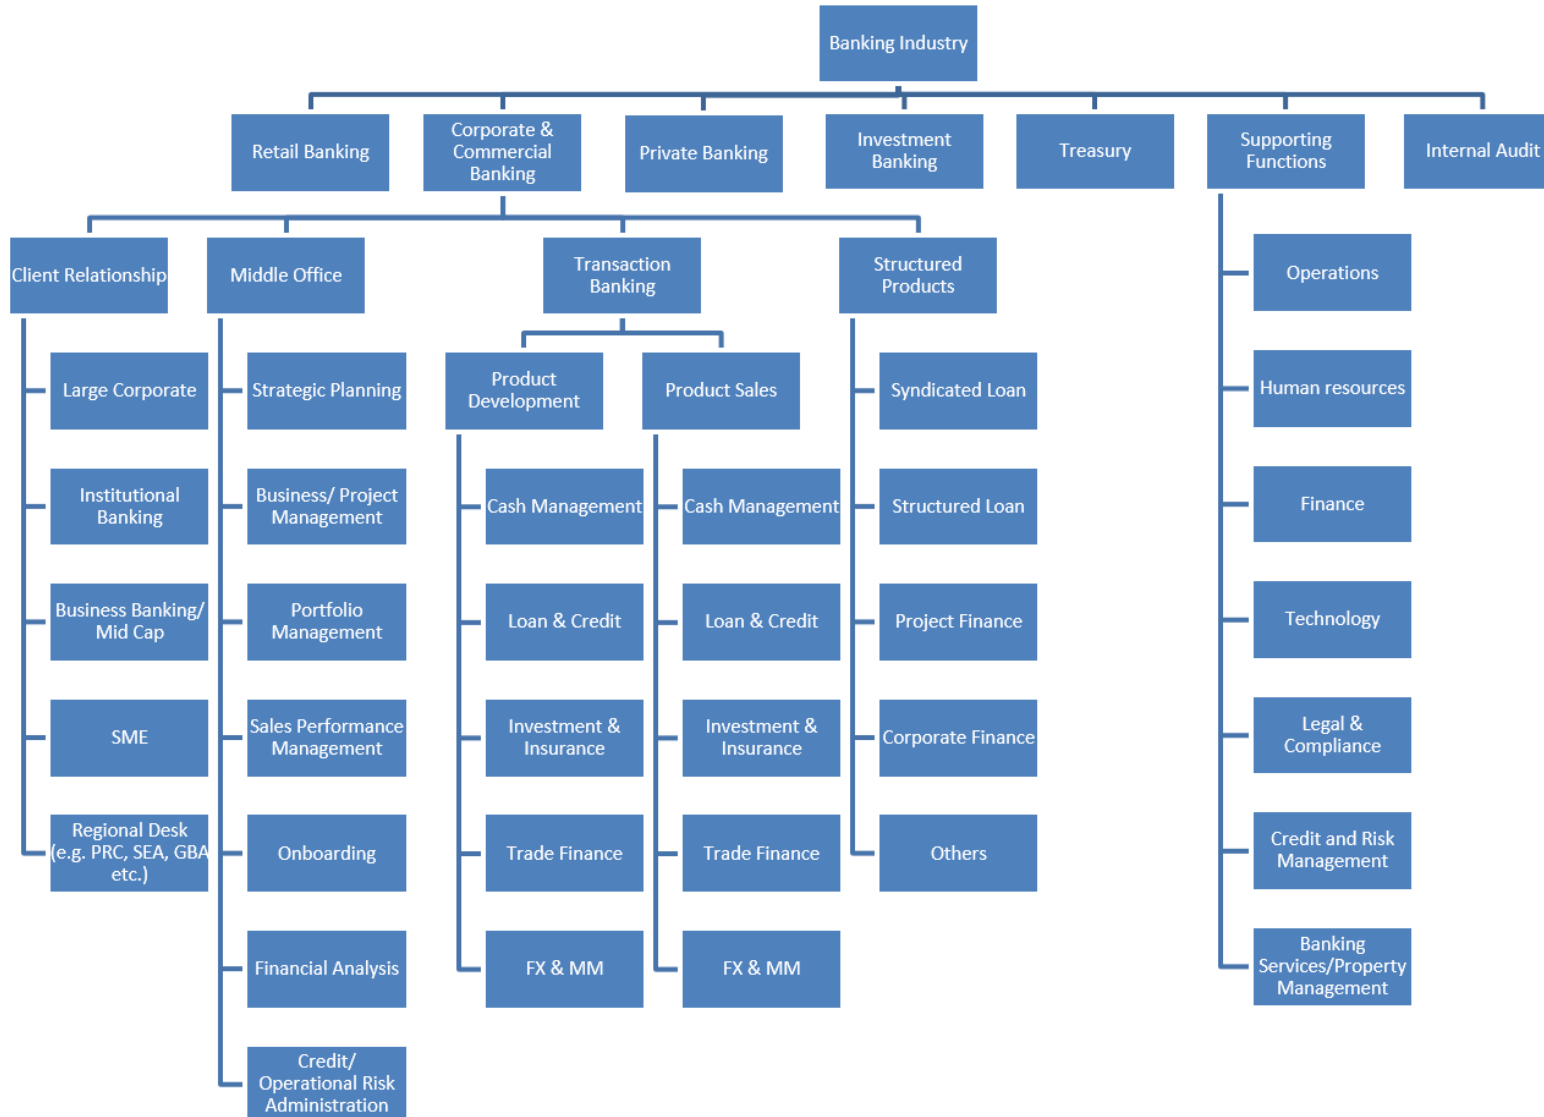 Banking Industry
Retail Banking
Corporate &
Commercial
Banking
Private Banking
Investment
Banking
Treasury
Supporting
Functions
Internal Audit
Client Relationship
Middle Office
Transaction
Banking
Structured
Products
Operations
Large Corporate
Strategic Planning
Product
Development
Product Sales
Syndicated Loan
Human resources
Institutional
Banking
Business/ Project
Management
Cash Management
Cash Management
Structured Loan
Finance
Business Banking/
Mid Cap
Portfolio
Management
Loan & Credit
Loan & Credit
Project Finance
Technology
SME
Sales Performance
Management
Investment &
Insurance
Investment &
Insurance
Corporate Finance
Legal &
Compliance
Regional Desk
(e.g. PRC, SEA, GBA
etc.)
Onboarding
Trade Finance
Trade Finance
Others
Credit and Risk
Management
Financial Analysis
FX & MM
FX & MM
Banking
Services/Property
Management
Credit/
Operational Risk
Administration